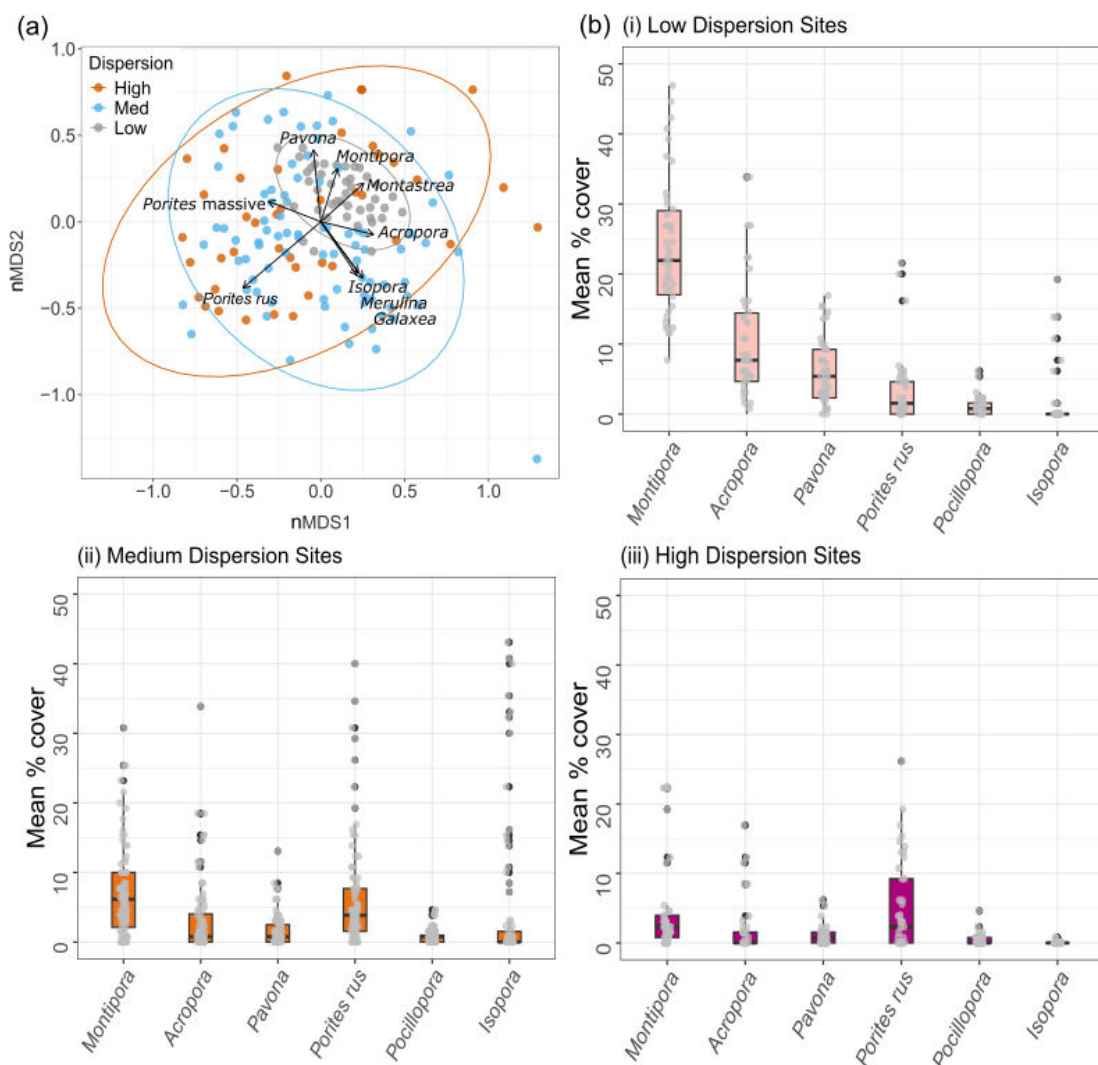 (a)
Dispersion
High
Med
Low
1.0
0.5
0.0
−0.5
−1.0
nMDS2
Pavona
Montipora
Montastrea
Porites massive
Acropora
Porites rus
Isopora
Merulina
Galaxea
−1.0 −0.5 0.0 0.5 1.0
nMDS1
(b) (i) Low Dispersion Sites
50
40
30
20
10
0
Mean % cover
Montipora
Acropora
Pavona
Porites rus
Pocillopora
Isopora
(ii) Medium Dispersion Sites
50
40
30
20
10
0
Mean % cover
Montipora
Acropora
Pavona
Porites rus
Pocillopora
Isopora
(iii) High Dispersion Sites
50
40
30
20
10
0
Mean % cover
Montipora
Acropora
Pavona
Porites rus
Pocillopora
Isopora